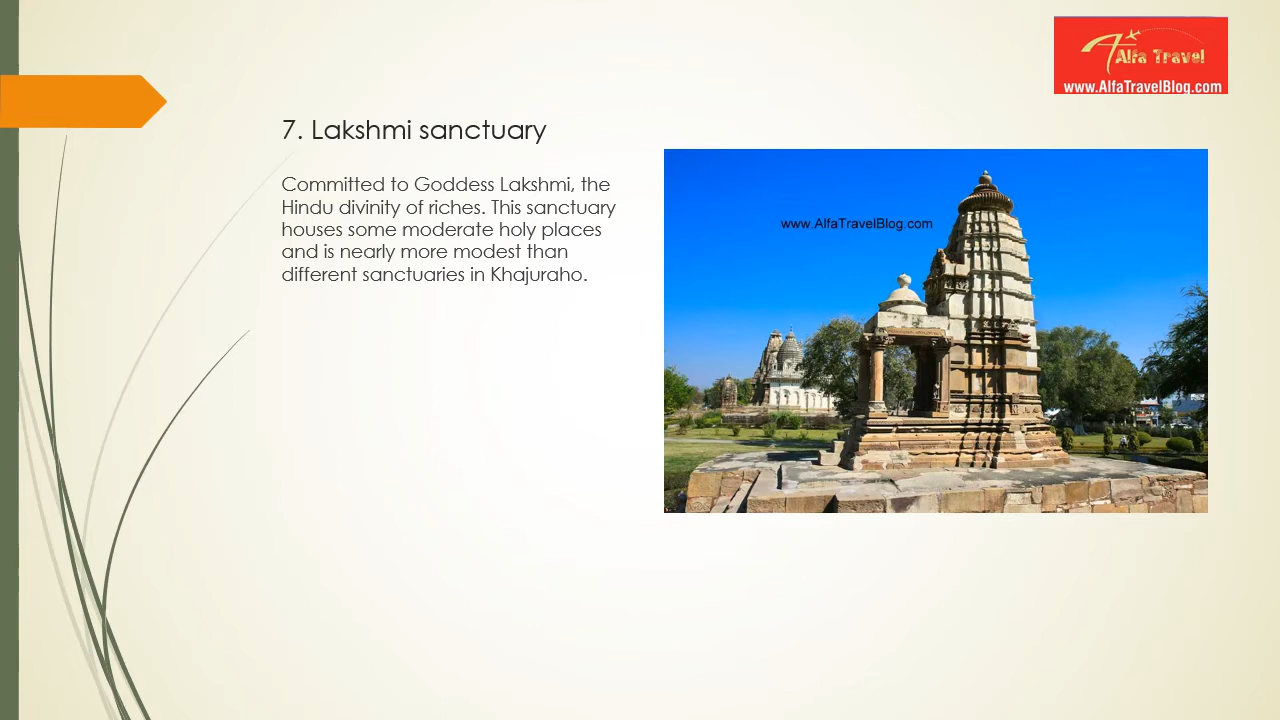 Alfa Travel
www.AlfaTravelBlog.com
7. Lakshmi sanctuary
Committed to Goddess Lakshmi, the
Hindu divinity of riches. This sanctuary
houses some moderate holy places
and is nearly more modest than
different sanctuaries in Khajuraho.
www.AlfaTravelBlog.com